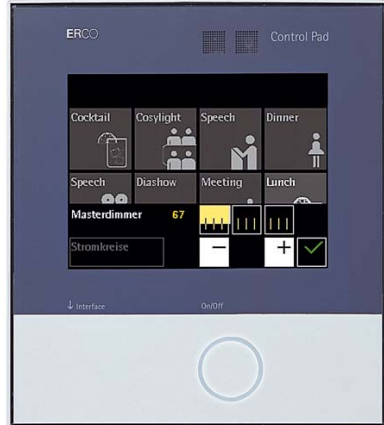 ERCO
Control Pad
Cocktail Cosylight Speech Dinner
Speech Diashow Meeting Lunch
Masterdimmer 67
Stromkreise − +
↓ Interface On/Off